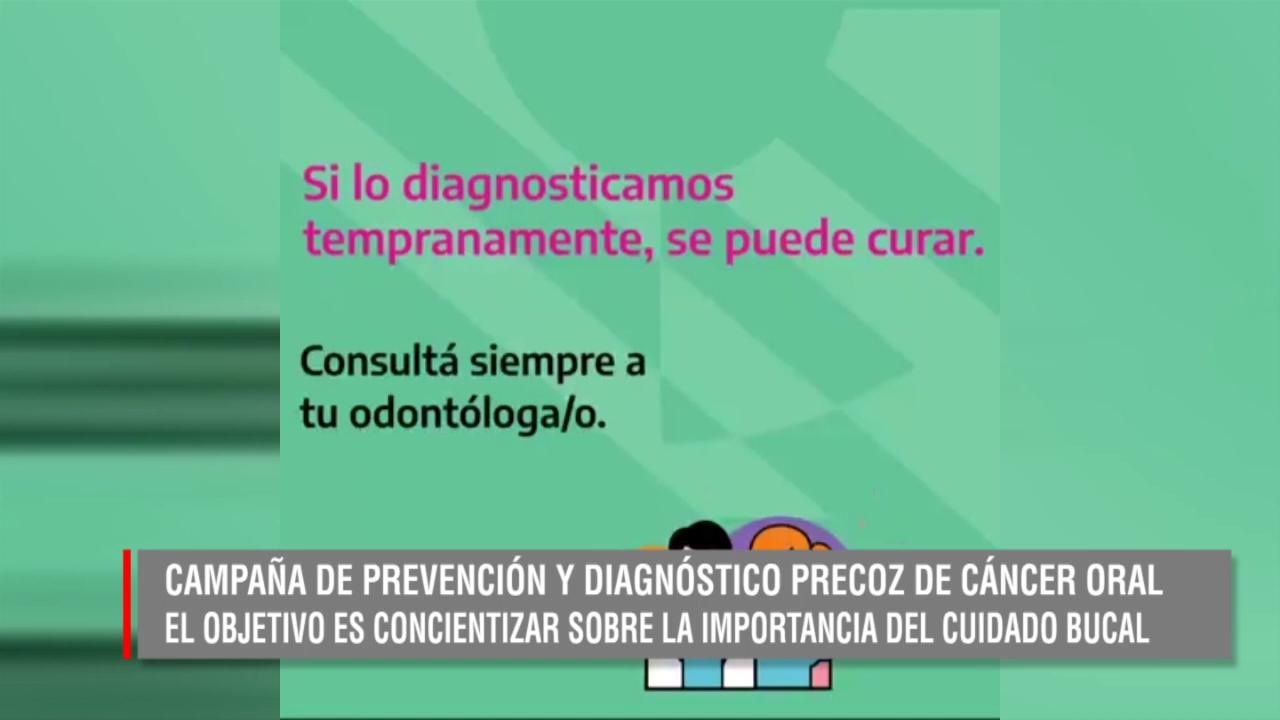 Si lo diagnosticamos
tempranamente, se puede curar.
Consultá siempre a
tu odontóloga/o.
CAMPAÑA DE PREVENCIÓN Y DIAGNÓSTICO PRECOZ DE CÁNCER ORAL
EL OBJETIVO ES CONCIENTIZAR SOBRE LA IMPORTANCIA DEL CUIDADO BUCAL